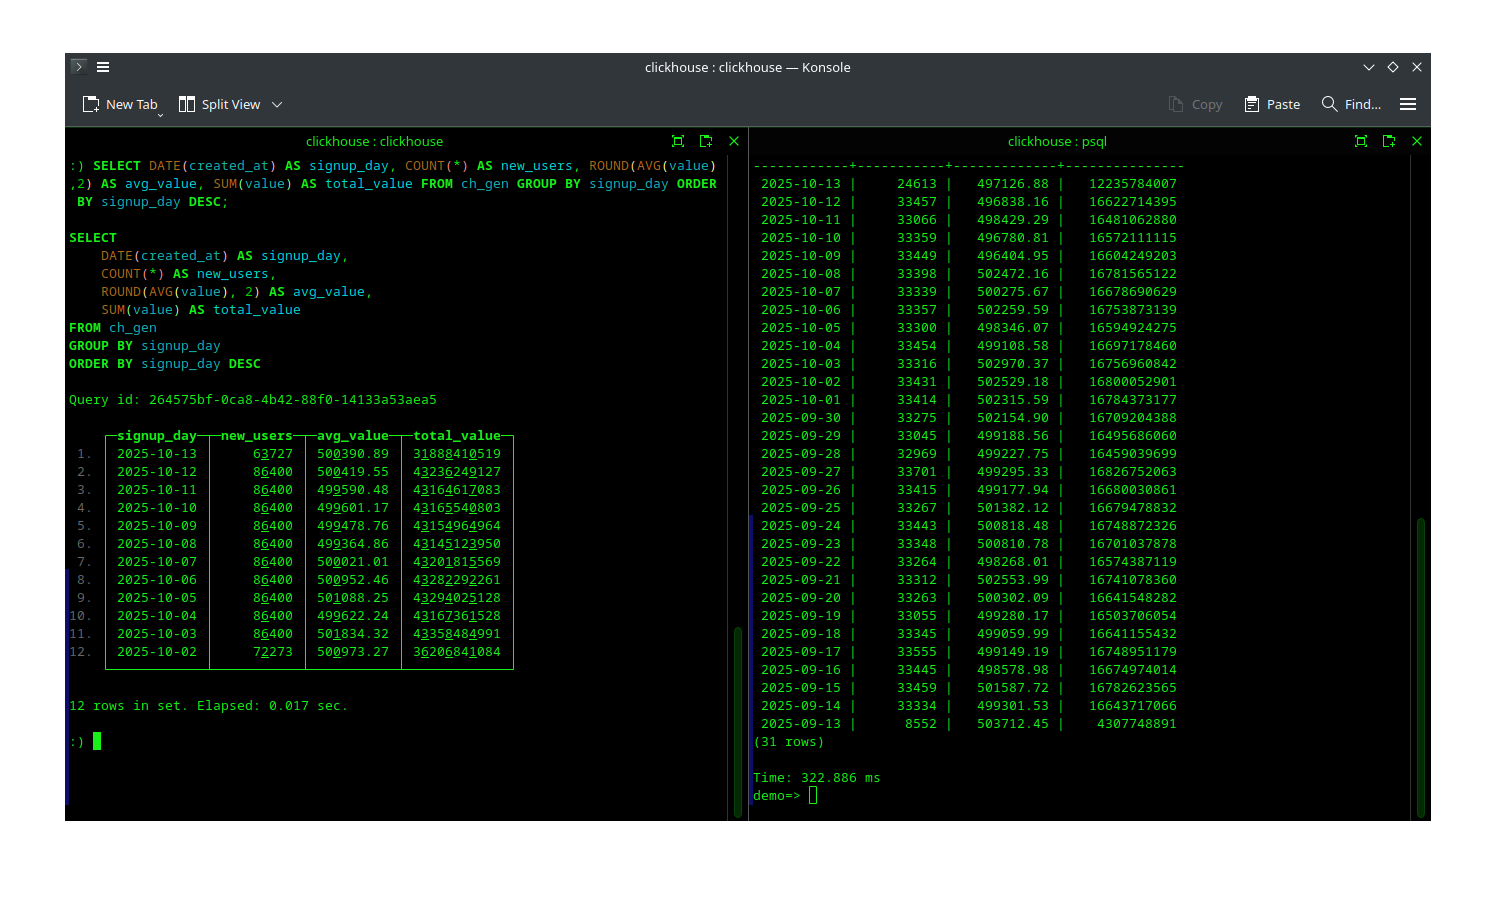 clickhouse : clickhouse — Konsole
New Tab Split View Copy Paste Find...
clickhouse : clickhouse
:) SELECT DATE(created_at) AS signup_day, COUNT(*) AS new_users, ROUND(AVG(value)
,2) AS avg_value, SUM(value) AS total_value FROM ch_gen GROUP BY signup_day ORDER
BY signup_day DESC;
SELECT
DATE(created_at) AS signup_day,
COUNT(*) AS new_users,
ROUND(AVG(value), 2) AS avg_value,
SUM(value) AS total_value
FROM ch_gen
GROUP BY signup_day
ORDER BY signup_day DESC
Query id: 264575bf-0ca8-4b42-88f0-14133a53aea5
signup_day new_users avg_value total_value
1. 2025-10-13 63727 500390.89 31888410519
2. 2025-10-12 86400 500419.55 43236249127
3. 2025-10-11 86400 499590.48 43164617083
4. 2025-10-10 86400 499601.17 43165540803
5. 2025-10-09 86400 499478.76 43154964964
6. 2025-10-08 86400 499364.86 43145123950
7. 2025-10-07 86400 500021.01 43201815569
8. 2025-10-06 86400 500952.46 43282292261
9. 2025-10-05 86400 501088.25 43294025128
10. 2025-10-04 86400 499622.24 43167361528
11. 2025-10-03 86400 501834.32 43358484991
12. 2025-10-02 72273 500973.27 36206841084
12 rows in set. Elapsed: 0.017 sec.
:)
clickhouse : psql
------------+-----------+-------------+---------------
2025-10-13 | 24613 | 497126.88 | 12235784007
2025-10-12 | 33457 | 496838.16 | 16622714395
2025-10-11 | 33066 | 498429.29 | 16481062880
2025-10-10 | 33359 | 496780.81 | 16572111115
2025-10-09 | 33449 | 496404.95 | 16604249203
2025-10-08 | 33398 | 502472.16 | 16781565122
2025-10-07 | 33339 | 500275.67 | 16678690629
2025-10-06 | 33357 | 502259.59 | 16753873139
2025-10-05 | 33300 | 498346.07 | 16594924275
2025-10-04 | 33454 | 499108.58 | 16697178460
2025-10-03 | 33316 | 502970.37 | 16756960842
2025-10-02 | 33431 | 502529.18 | 16800052901
2025-10-01 | 33414 | 502315.59 | 16784373177
2025-09-30 | 33275 | 502154.90 | 16709204388
2025-09-29 | 33045 | 499188.56 | 16495686060
2025-09-28 | 32969 | 499227.75 | 16459039699
2025-09-27 | 33701 | 499295.33 | 16826752063
2025-09-26 | 33415 | 499177.94 | 16680030861
2025-09-25 | 33267 | 501382.12 | 16679478832
2025-09-24 | 33443 | 500818.48 | 16748872326
2025-09-23 | 33348 | 500810.78 | 16701037878
2025-09-22 | 33264 | 498268.01 | 16574387119
2025-09-21 | 33312 | 502553.99 | 16741078360
2025-09-20 | 33263 | 500302.09 | 16641548282
2025-09-19 | 33055 | 499280.17 | 16503706054
2025-09-18 | 33345 | 499059.99 | 16641155432
2025-09-17 | 33555 | 499149.19 | 16748951179
2025-09-16 | 33445 | 498578.98 | 16674974014
2025-09-15 | 33459 | 501587.72 | 16782623565
2025-09-14 | 33334 | 499301.53 | 16643717066
2025-09-13 | 8552 | 503712.45 | 4307748891
(31 rows)
Time: 322.886 ms
demo=>